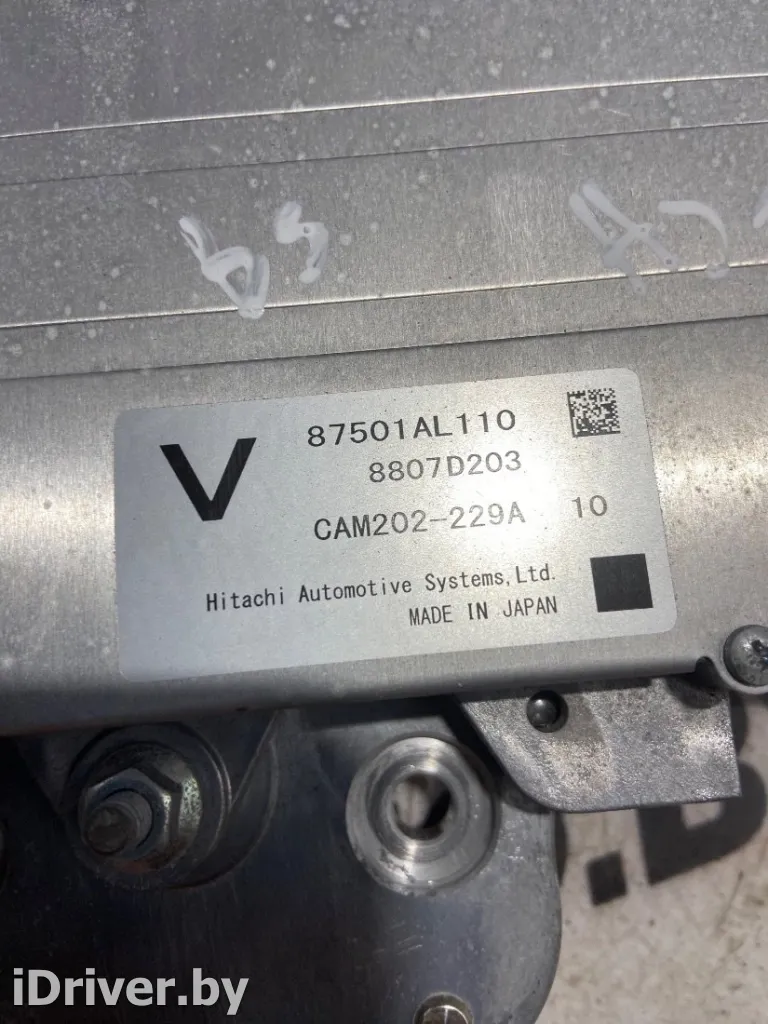 V
87501AL110
8807D203
CAM202-229A 10
Hitachi Automotive Systems,Ltd.
MADE IN JAPAN
iDriver.by